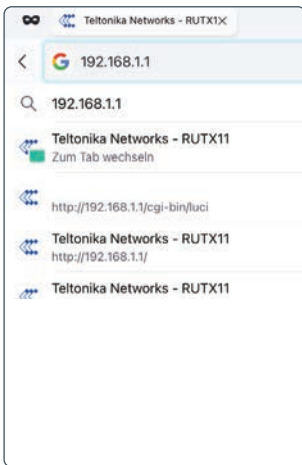 Teltonika Networks - RUTX1
192.168.1.1
192.168.1.1
Teltonika Networks - RUTX11
Zum Tab wechseln
http://192.168.1.1/cgi-bin/luci
Teltonika Networks - RUTX11
http://192.168.1.1/
Teltonika Networks - RUTX11